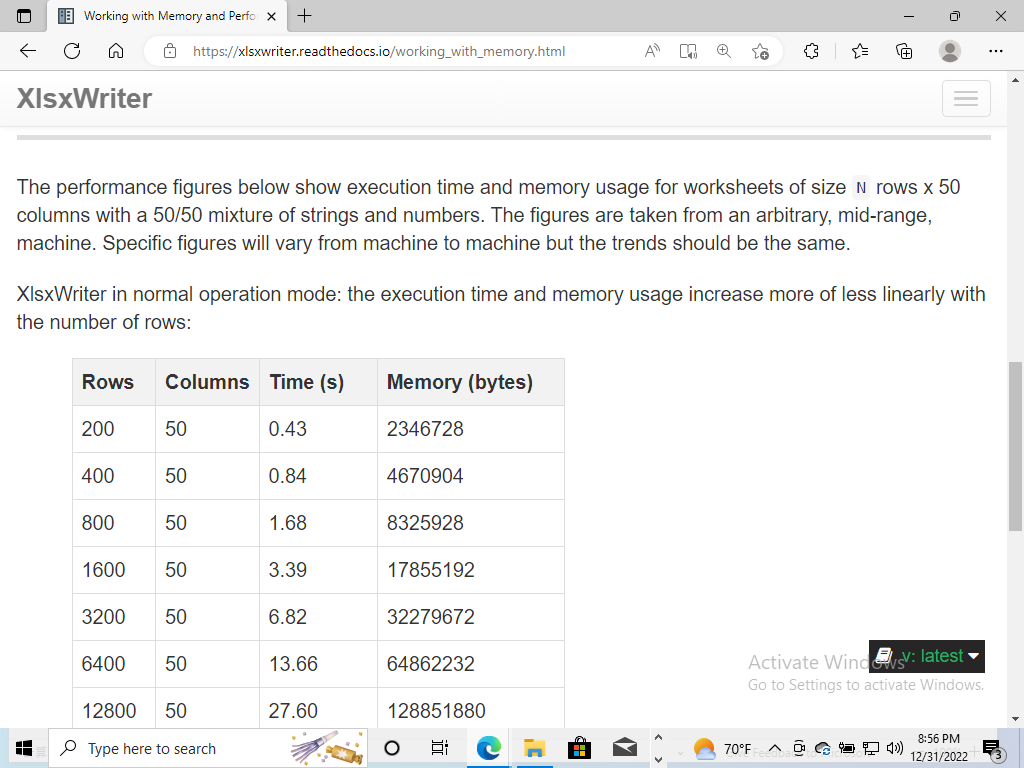 Working with Memory and Perfo
https://xlsxwriter.readthedocs.io/working_with_memory.html
XlsxWriter
The performance figures below show execution time and memory usage for worksheets of size N rows x 50
columns with a 50/50 mixture of strings and numbers. The figures are taken from an arbitrary, mid-range,
machine. Specific figures will vary from machine to machine but the trends should be the same.
XlsxWriter in normal operation mode: the execution time and memory usage increase more of less linearly with
the number of rows:
Rows Columns Time (s) Memory (bytes)
200 50 0.43 2346728
400 50 0.84 4670904
800 50 1.68 8325928
1600 50 3.39 17855192
3200 50 6.82 32279672
6400 50 13.66 64862232
12800 50 27.60 128851880
v: latest
Activate Windows
Go to Settings to activate Windows.
Type here to search
70°F
8:56 PM
12/31/2022
3